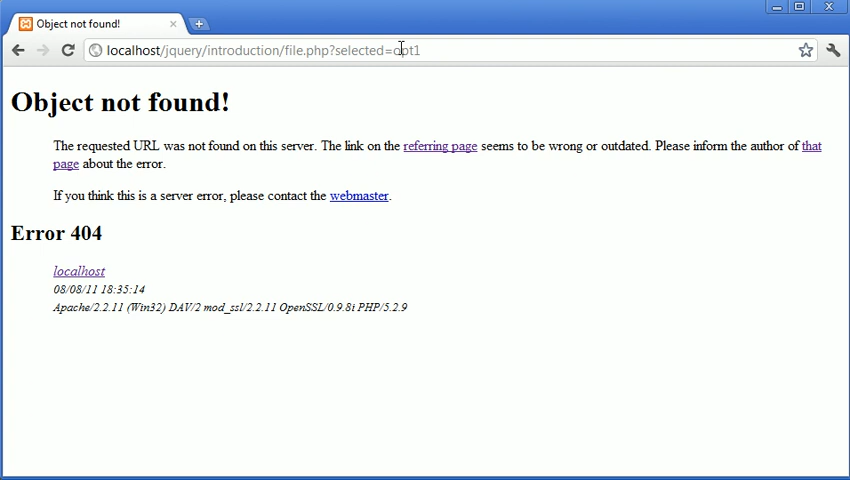 Object not found!
localhost/jquery/introduction/file.php?selected=opt1
Object not found!
The requested URL was not found on this server. The link on the referring page seems to be wrong or outdated. Please inform the author of that
page about the error.
If you think this is a server error, please contact the webmaster.
Error 404
localhost
08/08/11 18:35:14
Apache/2.2.11 (Win32) DAV/2 mod_ssl/2.2.11 OpenSSL/0.9.8i PHP/5.2.9